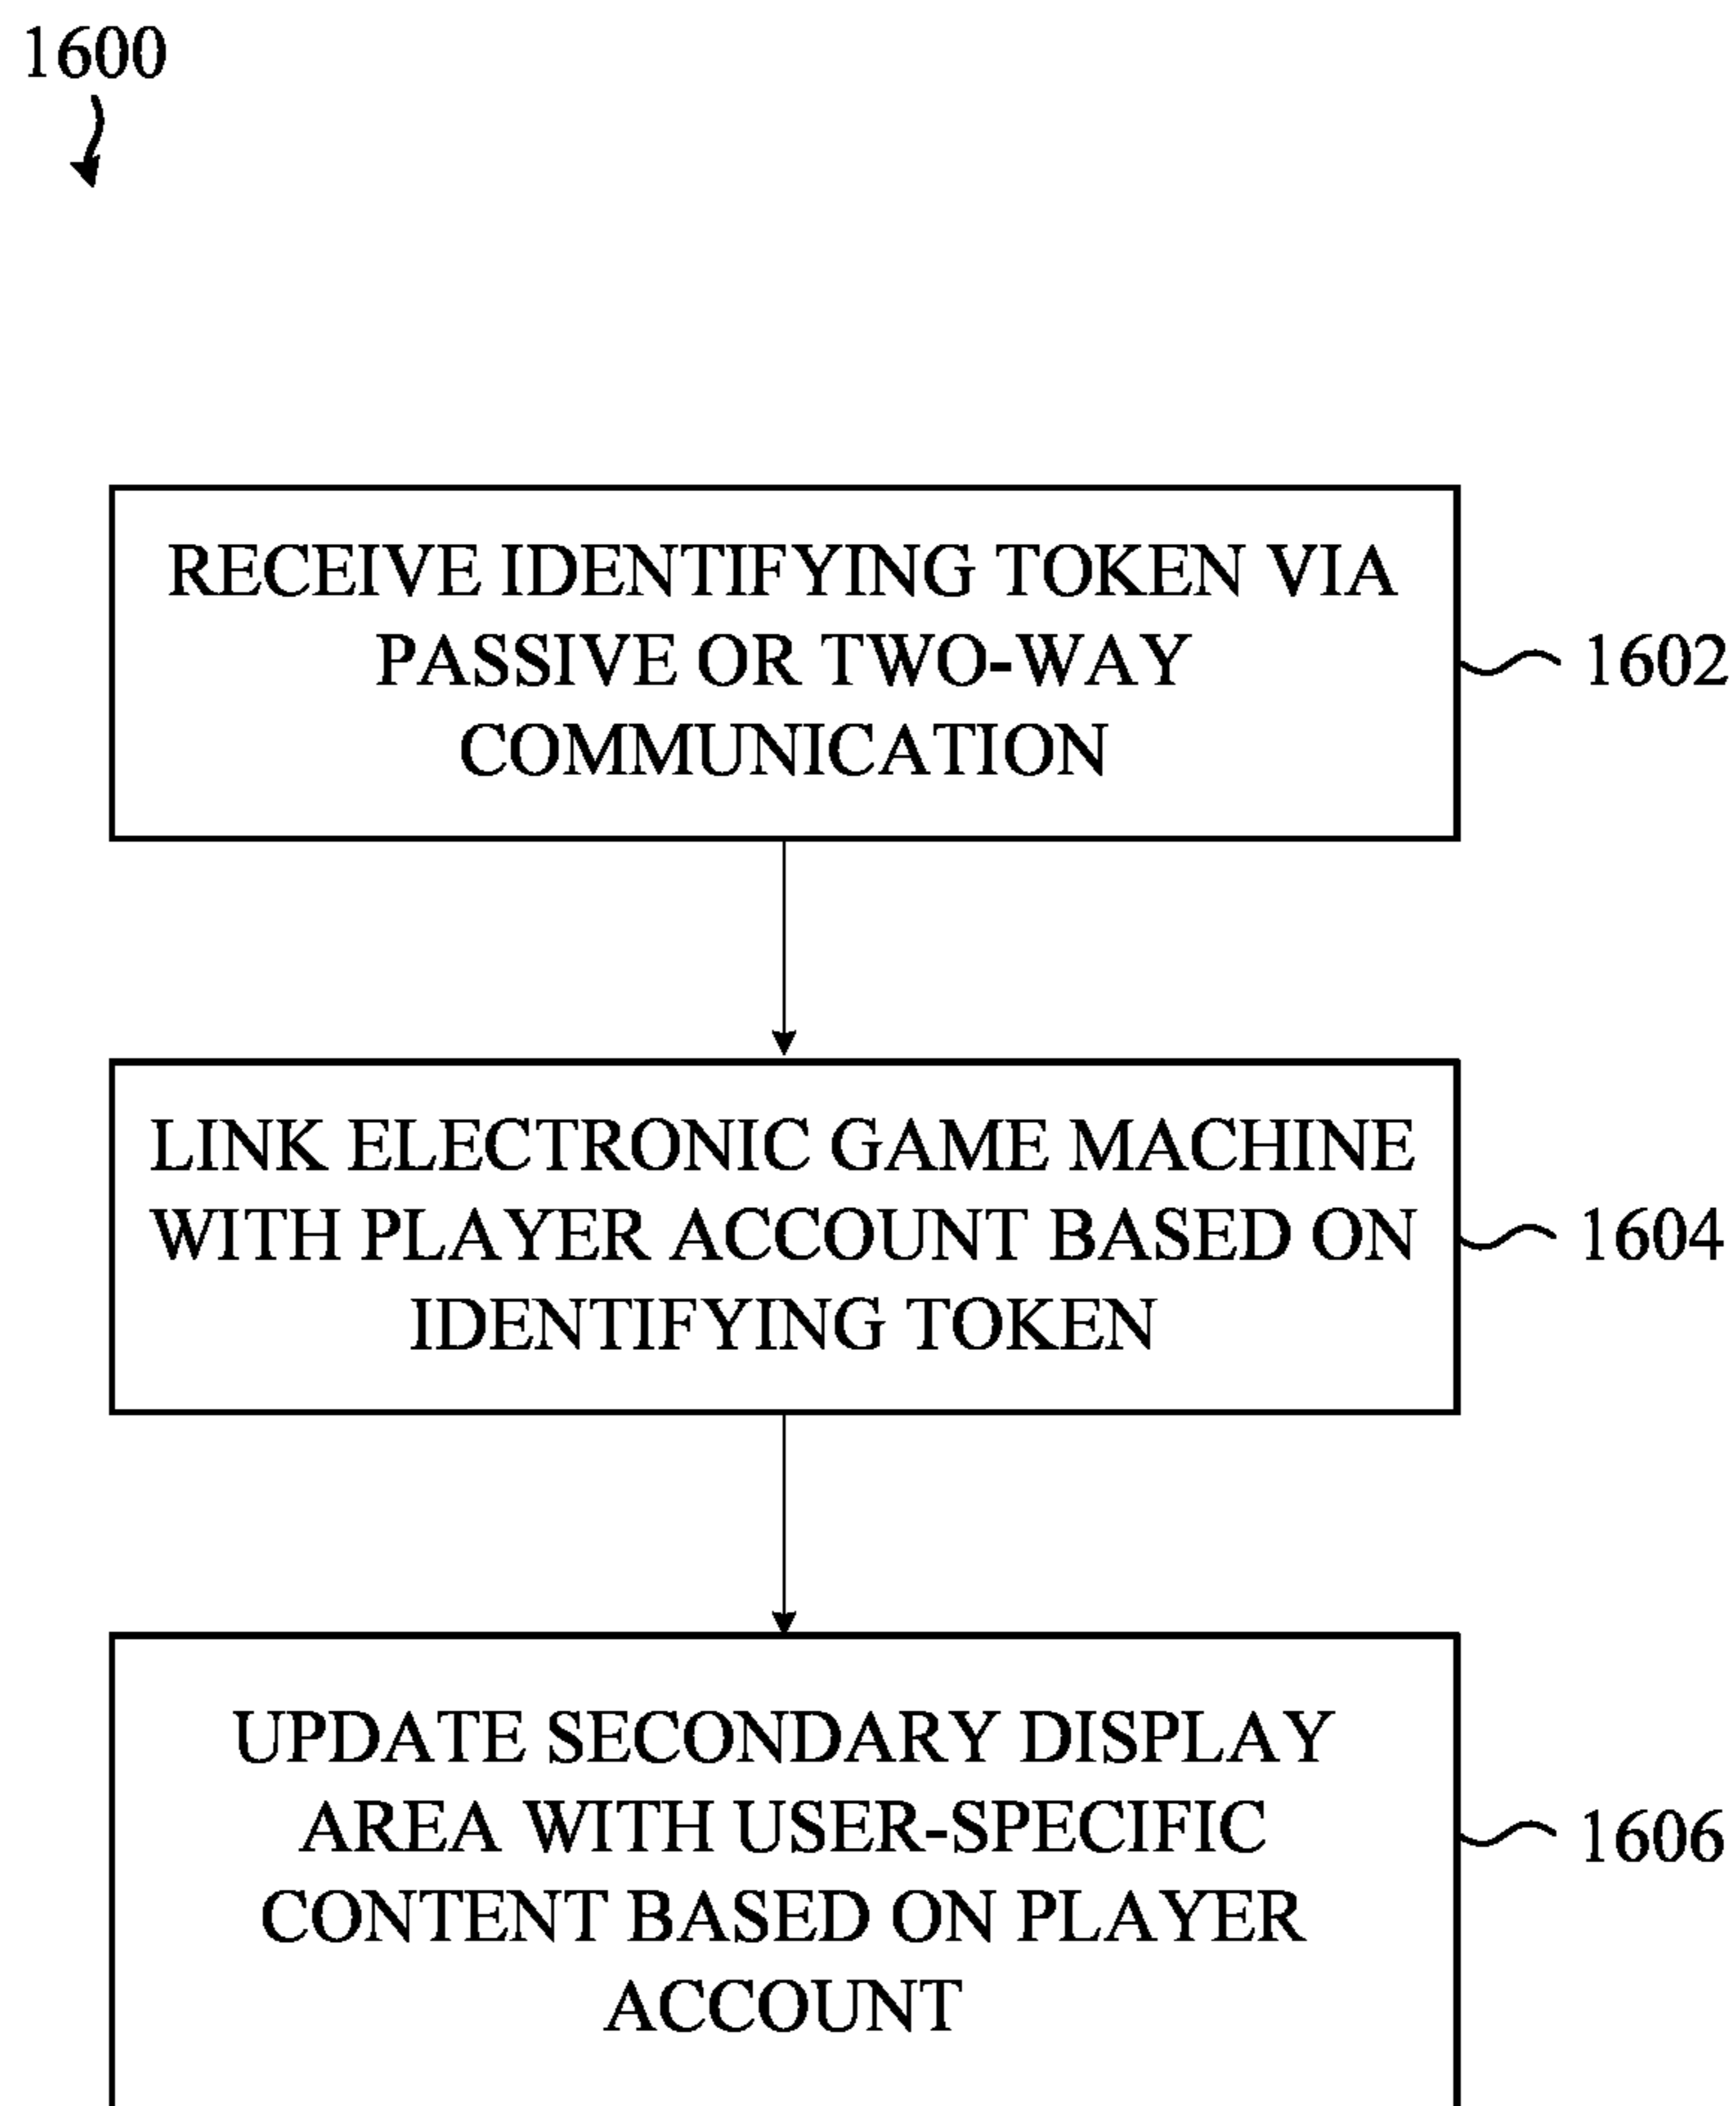 1600
RECEIVE IDENTIFYING TOKEN VIA
PASSIVE OR TWO-WAY
COMMUNICATION
1602
LINK ELECTRONIC GAME MACHINE
WITH PLAYER ACCOUNT BASED ON
IDENTIFYING TOKEN
1604
UPDATE SECONDARY DISPLAY
AREA WITH USER-SPECIFIC
CONTENT BASED ON PLAYER
ACCOUNT
1606